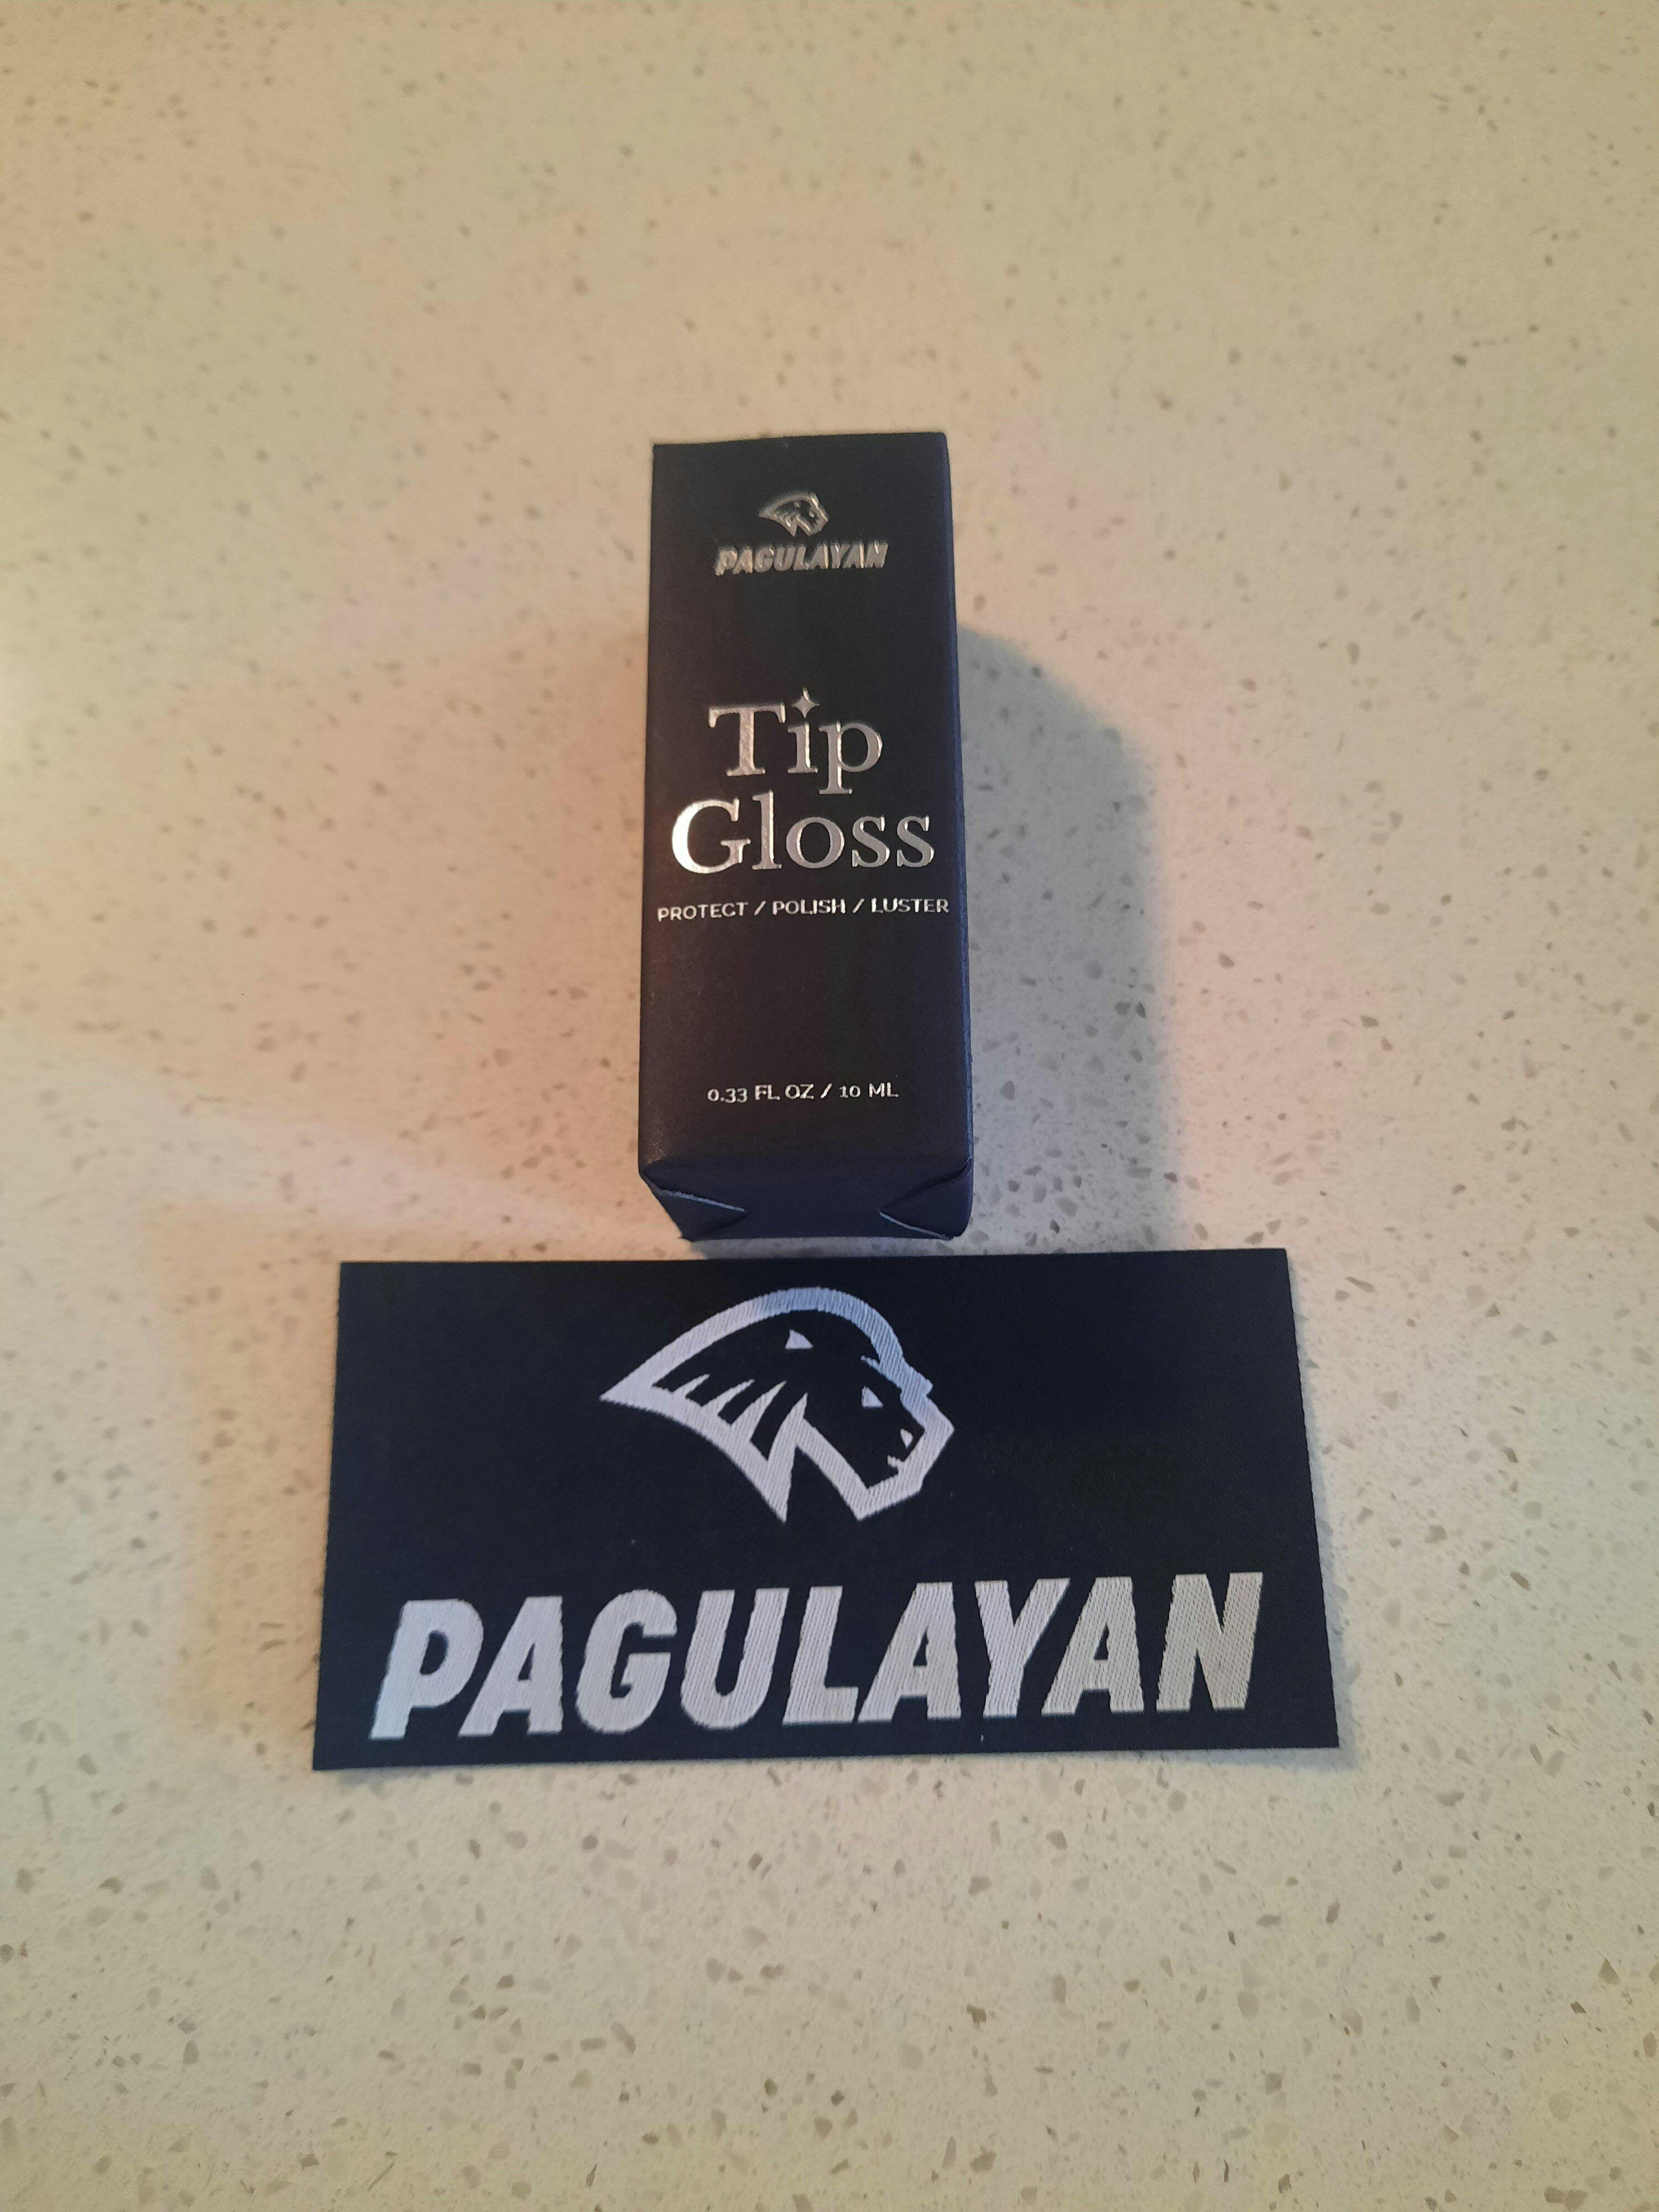 PAGULAYAN
Tip
Gloss
PROTECT / POLISH / LUSTER
0.33 FL OZ / 10 ML
PAGULAYAN